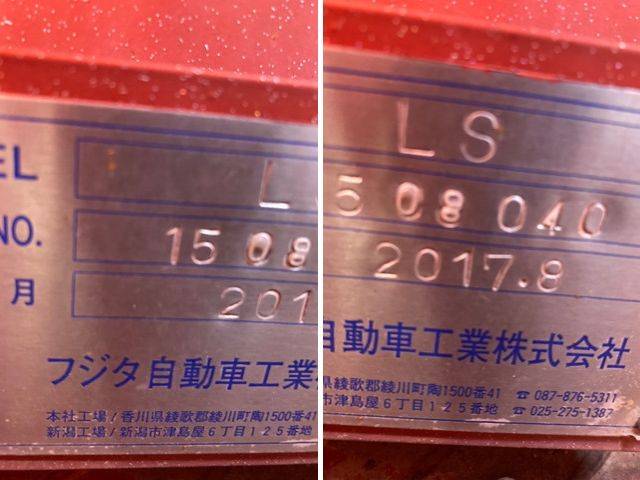 EL
L
NO.
15 08
月
201
フジタ自動車工業
本社工場/香川県綾歌郡綾川町陶1500番41
新潟工場/新潟市津島屋6丁目125番地
LS
5 08 040
2017.8
自動車工業株式会社
県綾歌郡綾川町陶1500番41 ☎ 087-876-5311
市津島屋6丁目125番地 ☎ 025-275-1387